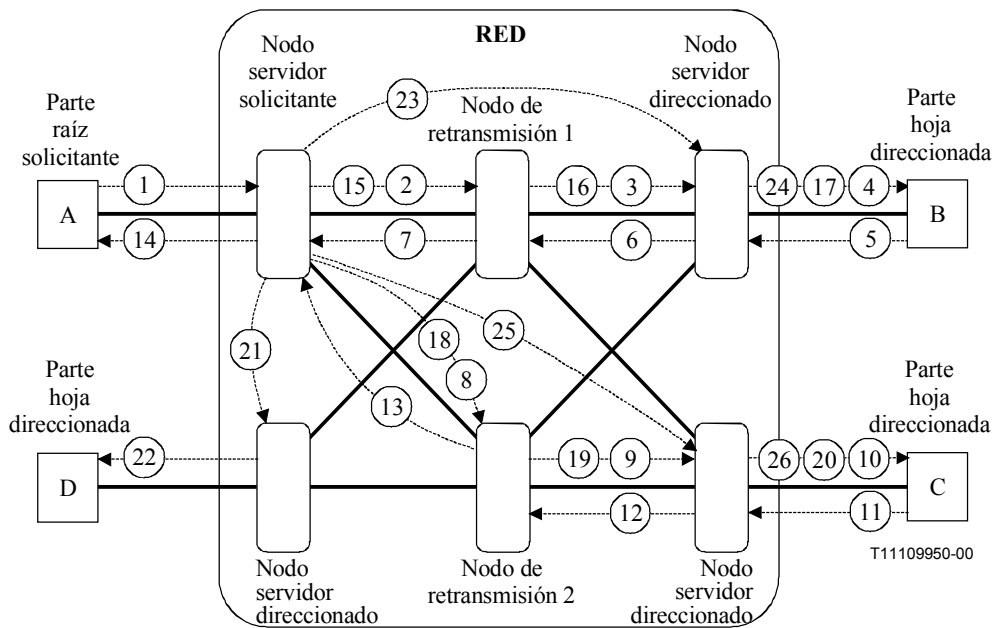 RED
Nodo
servidor
solicitante
Nodo
servidor
direccionado
Parte
raíz
solicitante
23
Nodo de
retransmisión 1
Parte
hoja
direccionada
1
15
2
16
3
24
17
4
A
B
14
7
6
5
21
18
25
8
13
Parte
hoja
direccionada
Parte
hoja
direccionada
22
19
9
26
20
10
D
C
12
11
T11109950-00
Nodo
servidor
direccionado
Nodo de
retransmisión 2
Nodo
servidor
direccionado